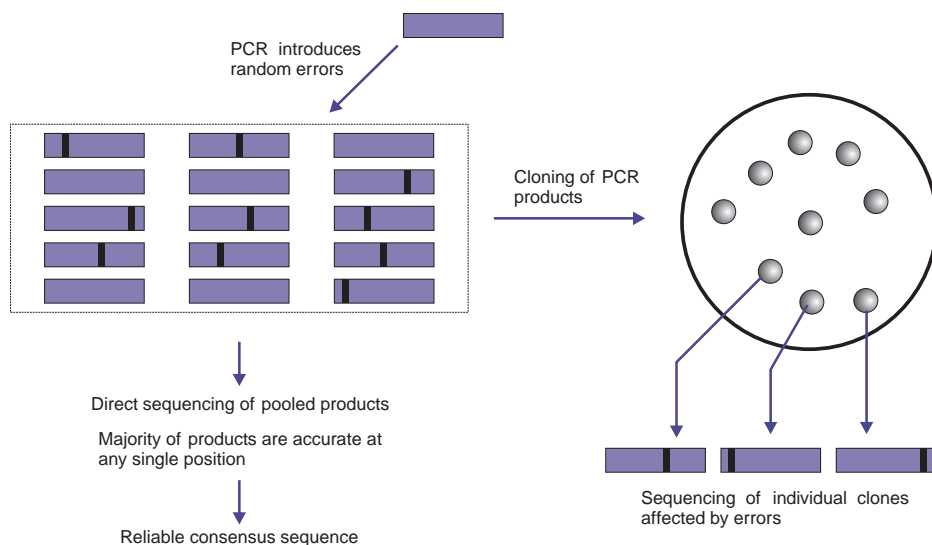 PCR introduces
random errors
Cloning of PCR
products
Direct sequencing of pooled products
Majority of products are accurate at
any single position
Reliable consensus sequence
Sequencing of individual clones
affected by errors